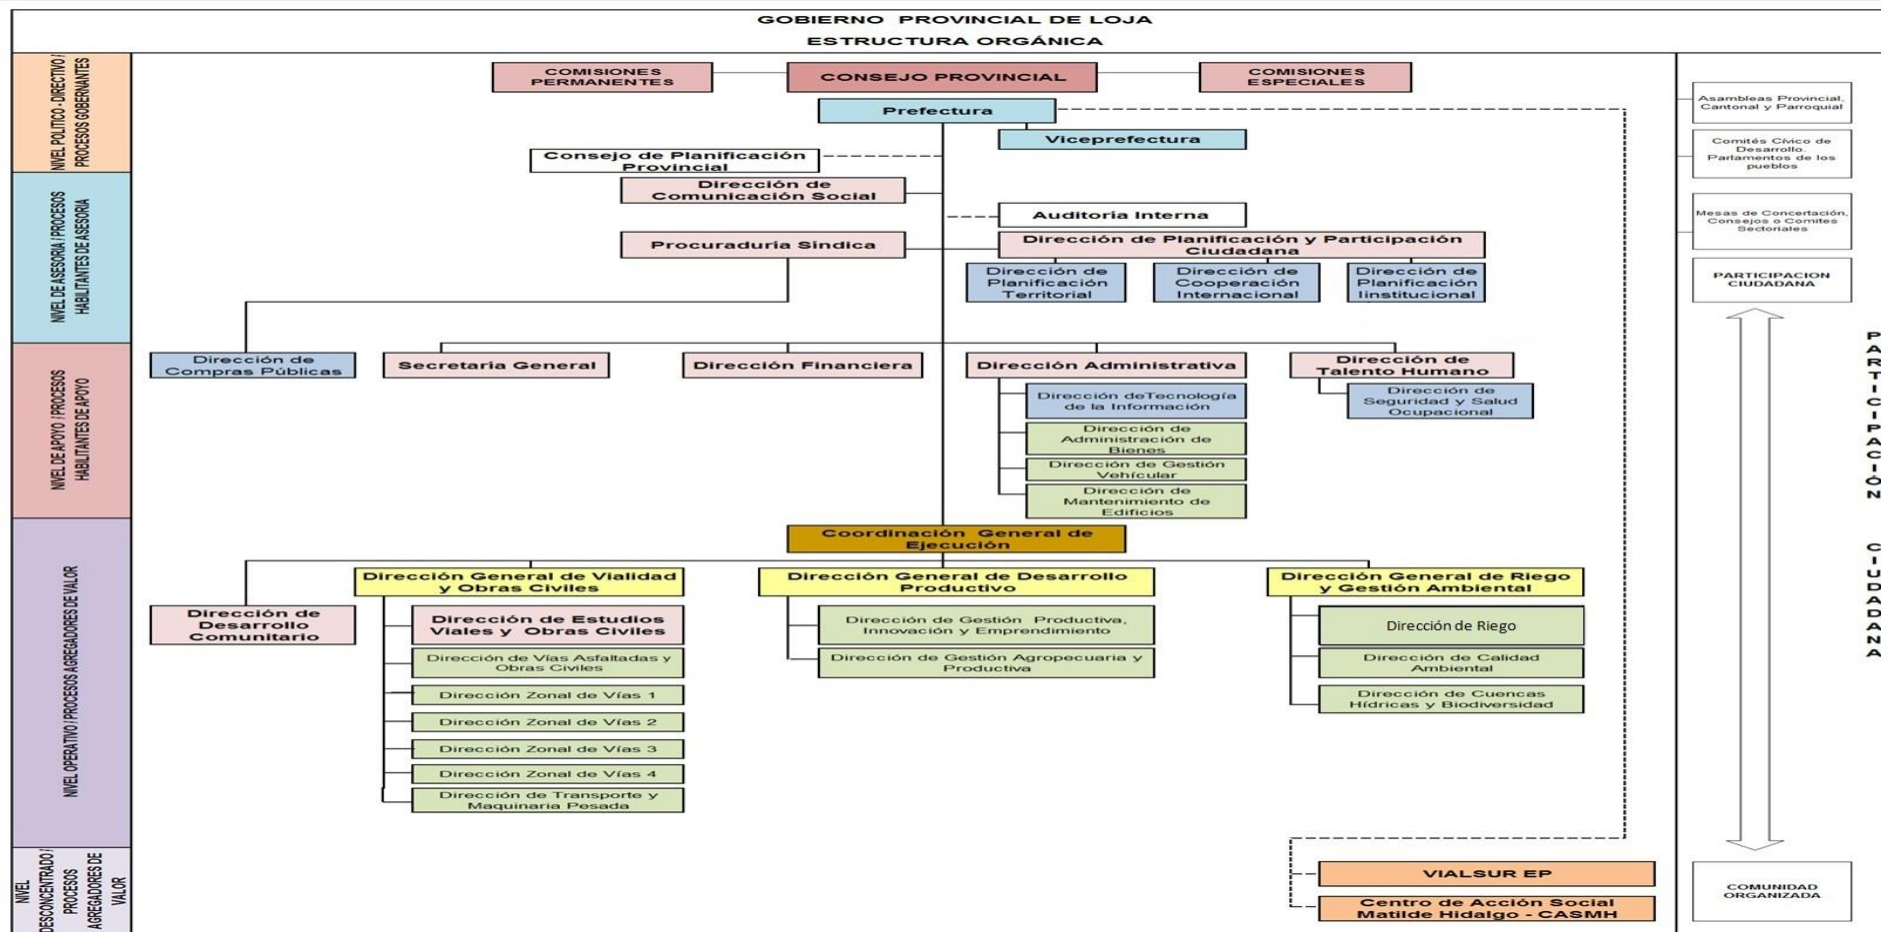 GOBIERNO PROVINCIAL DE LOJA
ESTRUCTURA ORGÁNICA
NIVEL POLITICO - DIRECTIVO /
PROCESOS GOBERNANTES
COMISIONES
PERMANENTES
CONSEJO PROVINCIAL
COMISIONES
ESPECIALES
Prefectura
Viceprefectura
Consejo de Planificación
Provincial
NIVEL DE ASESORIA / PROCESOS
HABILITANTES DE ASESORIA
Dirección de
Comunicación Social
Auditoría Interna
Procuraduría Síndica
Dirección de Planificación y Participación
Ciudadana
Dirección de
Planificación
Territorial
Dirección de
Cooperación
Internacional
Dirección de
Planificación
Iinstitucional
NIVEL DE APOYO / PROCESOS
HABILITANTES DE APOYO
Dirección de
Compras Públicas
Secretaría General
Dirección Financiera
Dirección Administrativa
Dirección de
Talento Humano
Dirección deTecnología
de la Información
Dirección de
Administración de
Bienes
Dirección de Gestión
Vehícular
Dirección de
Mantenimiento de
Edificios
Dirección de
Seguridad y Salud
Ocupacional
NIVEL OPERATIVO / PROCESOS AGREGADORES DE VALOR
Coordinación General de
Ejecución
Dirección de
Desarrollo
Comunitario
Dirección General de Vialidad
y Obras Civiles
Dirección de Estudios
Viales y Obras Civiles
Dirección de Vías Asfaltadas y
Obras Civiles
Dirección Zonal de Vías 1
Dirección Zonal de Vías 2
Dirección Zonal de Vías 3
Dirección Zonal de Vías 4
Dirección de Transporte y
Maquinaria Pesada
Dirección General de Desarrollo
Productivo
Dirección de Gestión Productiva,
Innovación y Emprendimiento
Dirección de Gestión Agropecuaria y
Productiva
Dirección General de Riego
y Gestión Ambiental
Dirección de Riego
Dirección de Calidad
Ambiental
Dirección de Cuencas
Hídricas y Biodiversidad
NIVEL
DESCONCENTRADO /
PROCESOS
AGREGADORES DE
VALOR
VIALSUR EP
Centro de Acción Social
Matilde Hidalgo - CASMH
Asambleas Provincial,
Cantonal y Parroquial
Comités Cívico de
Desarrollo.
Parlamentos de los
pueblos
Mesas de Concertación,
Consejos o Comites
Sectoriales
PARTICIPACION
CIUDADANA
COMUNIDAD
ORGANIZADA
PARTICIPACIÓN CIUDADANA